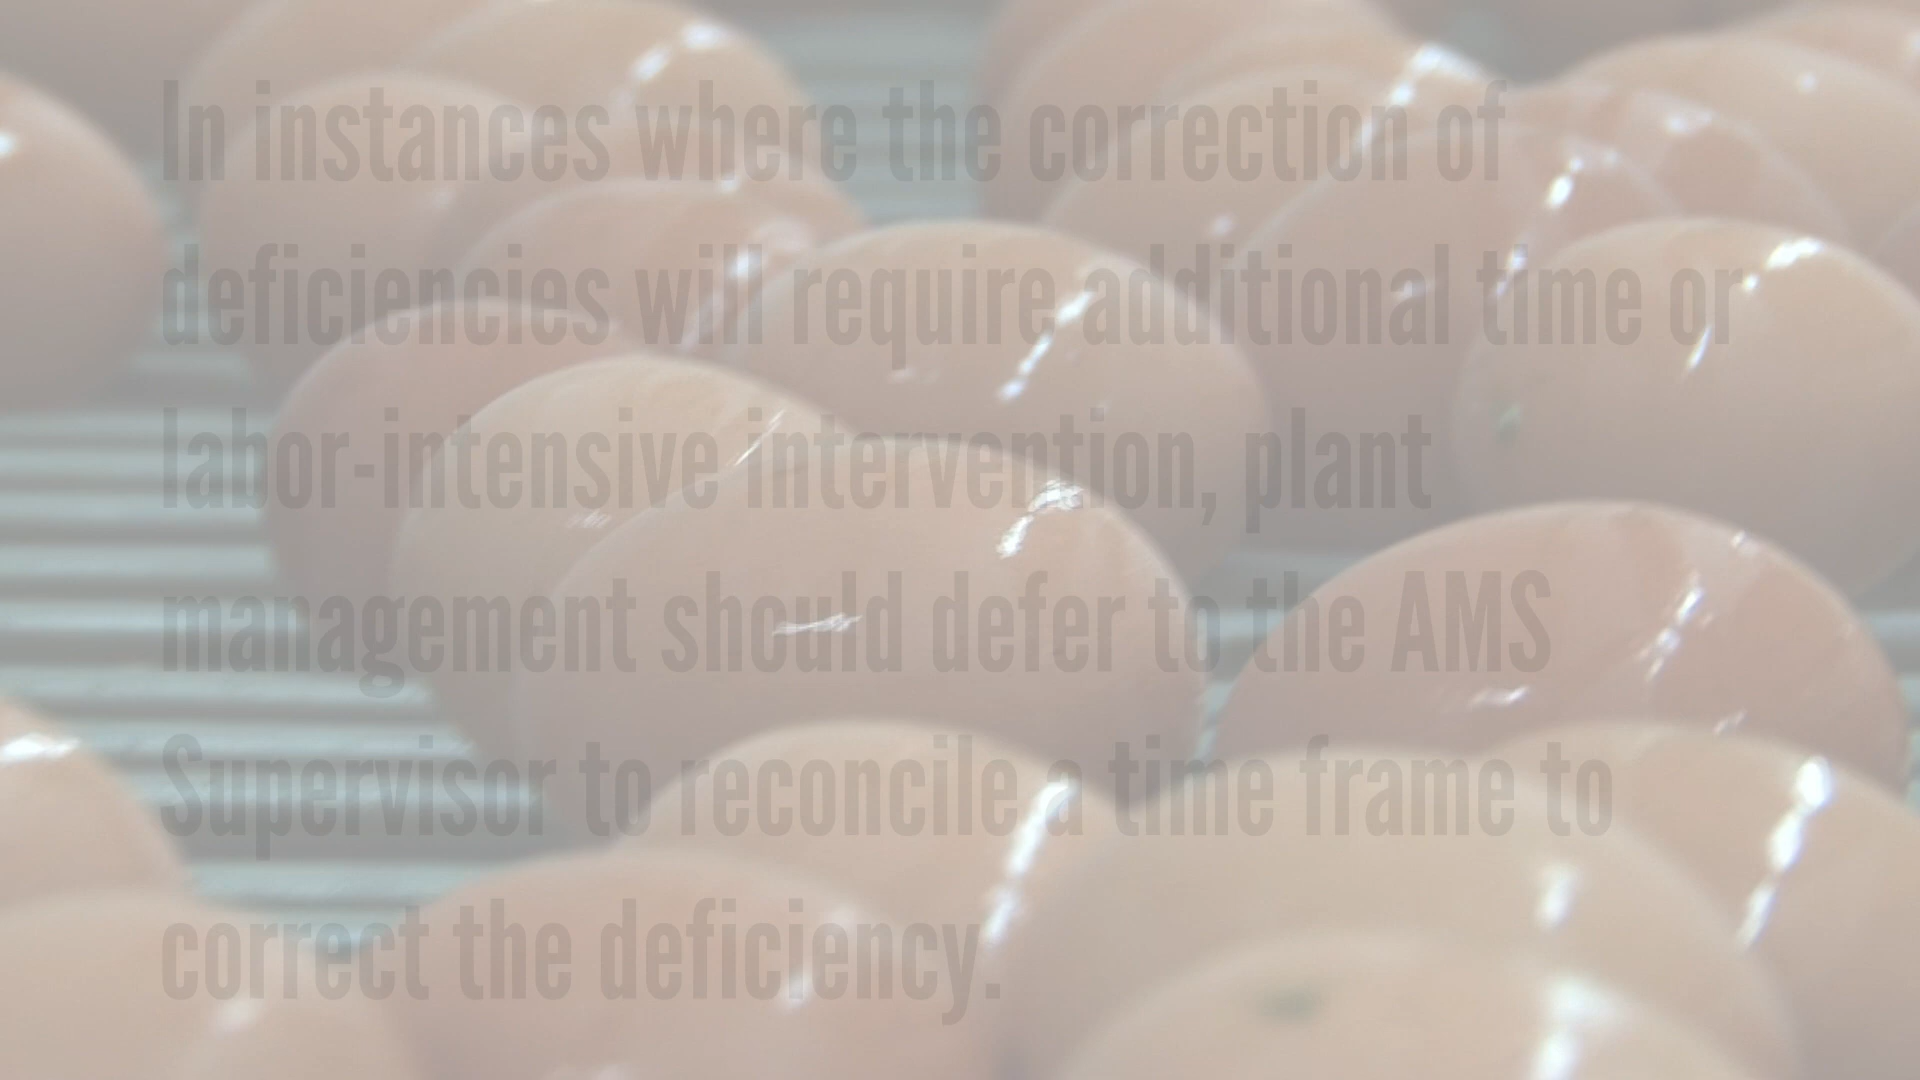 In instances where the correction of
deficiencies will require additional time or
labor-intensive intervention, plant
management should defer to the AMS
Supervisor to reconcile a time frame to
correct the deficiency.